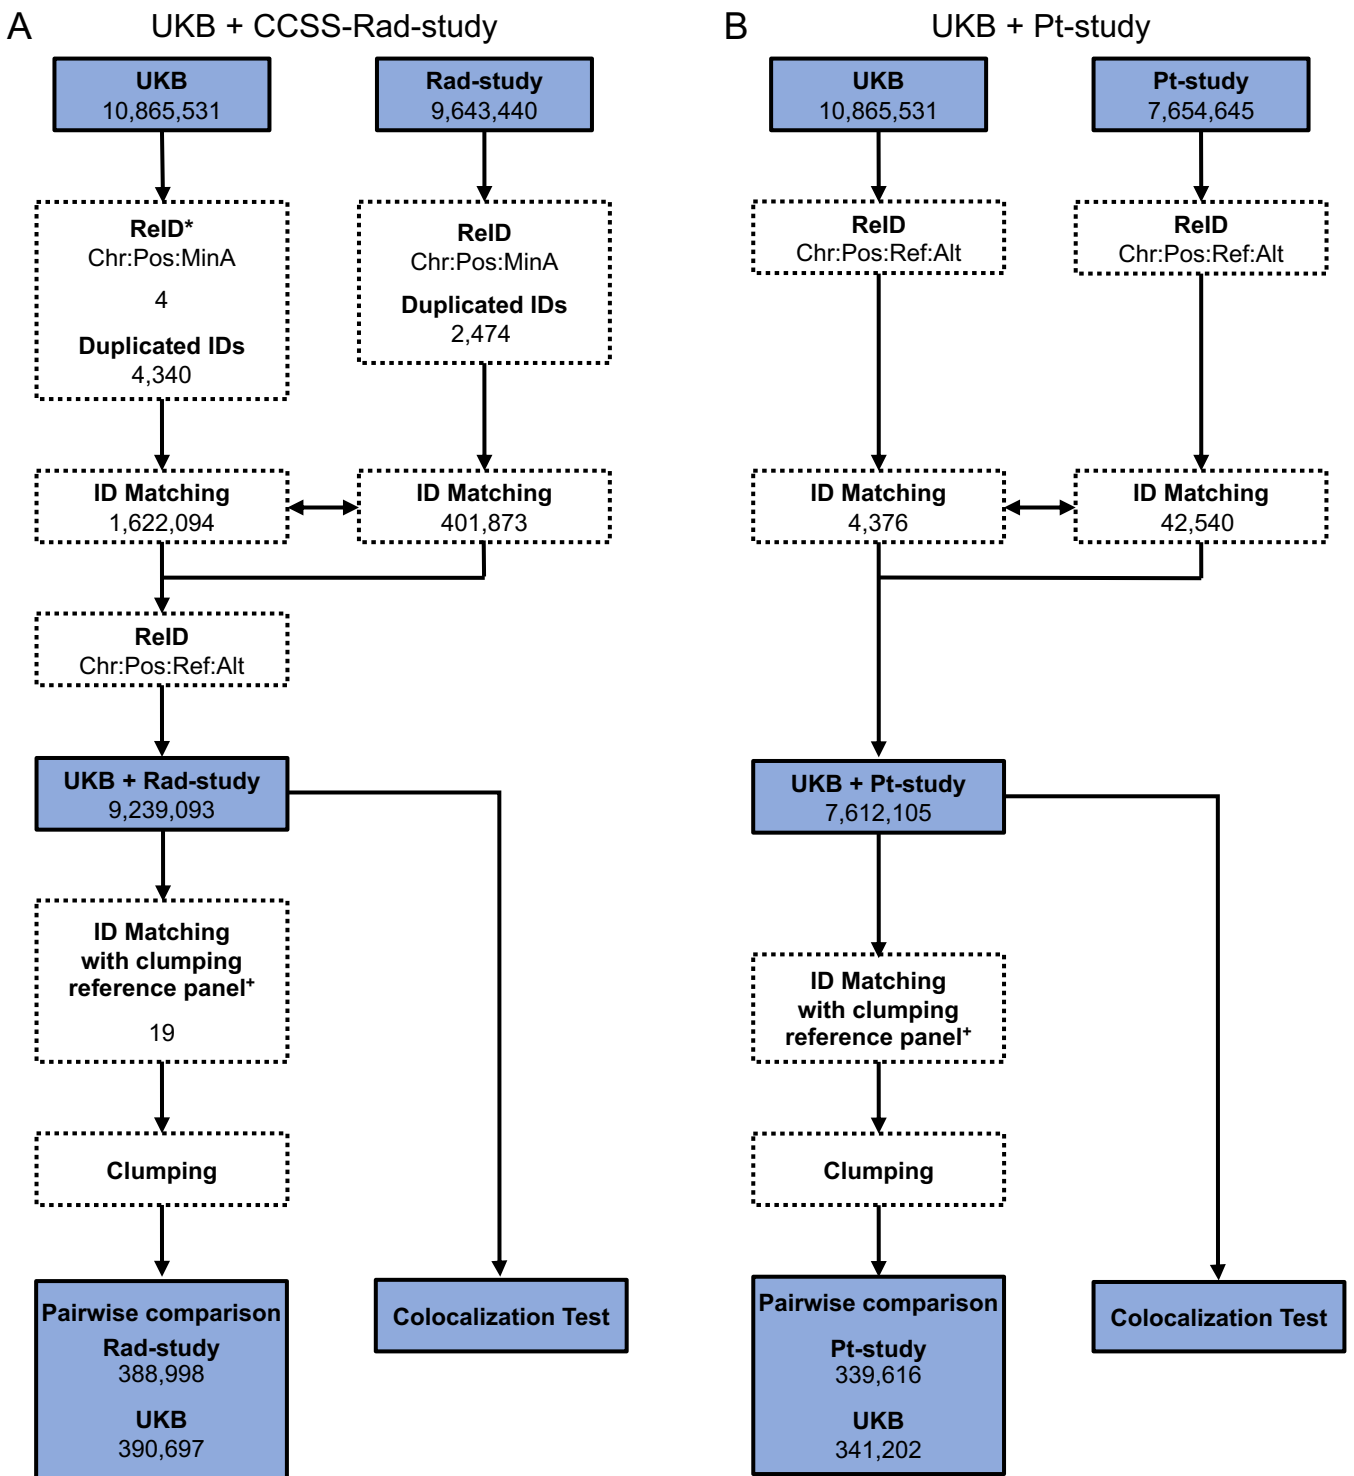 A
UKB + CCSS-Rad-study
UKB
10,865,531
Rad-study
9,643,440
ReID*
Chr:Pos:MinA
4
Duplicated IDs
4,340
ReID
Chr:Pos:MinA
Duplicated IDs
2,474
ID Matching
1,622,094
ID Matching
401,873
ReID
Chr:Pos:Ref:Alt
UKB + Rad-study
9,239,093
ID Matching
with clumping
reference panel⁺
19
Clumping
Pairwise comparison
Rad-study
388,998
UKB
390,697
Colocalization Test
B
UKB + Pt-study
UKB
10,865,531
Pt-study
7,654,645
ReID
Chr:Pos:Ref:Alt
ReID
Chr:Pos:Ref:Alt
ID Matching
4,376
ID Matching
42,540
UKB + Pt-study
7,612,105
ID Matching
with clumping
reference panel⁺
Clumping
Pairwise comparison
Pt-study
339,616
UKB
341,202
Colocalization Test